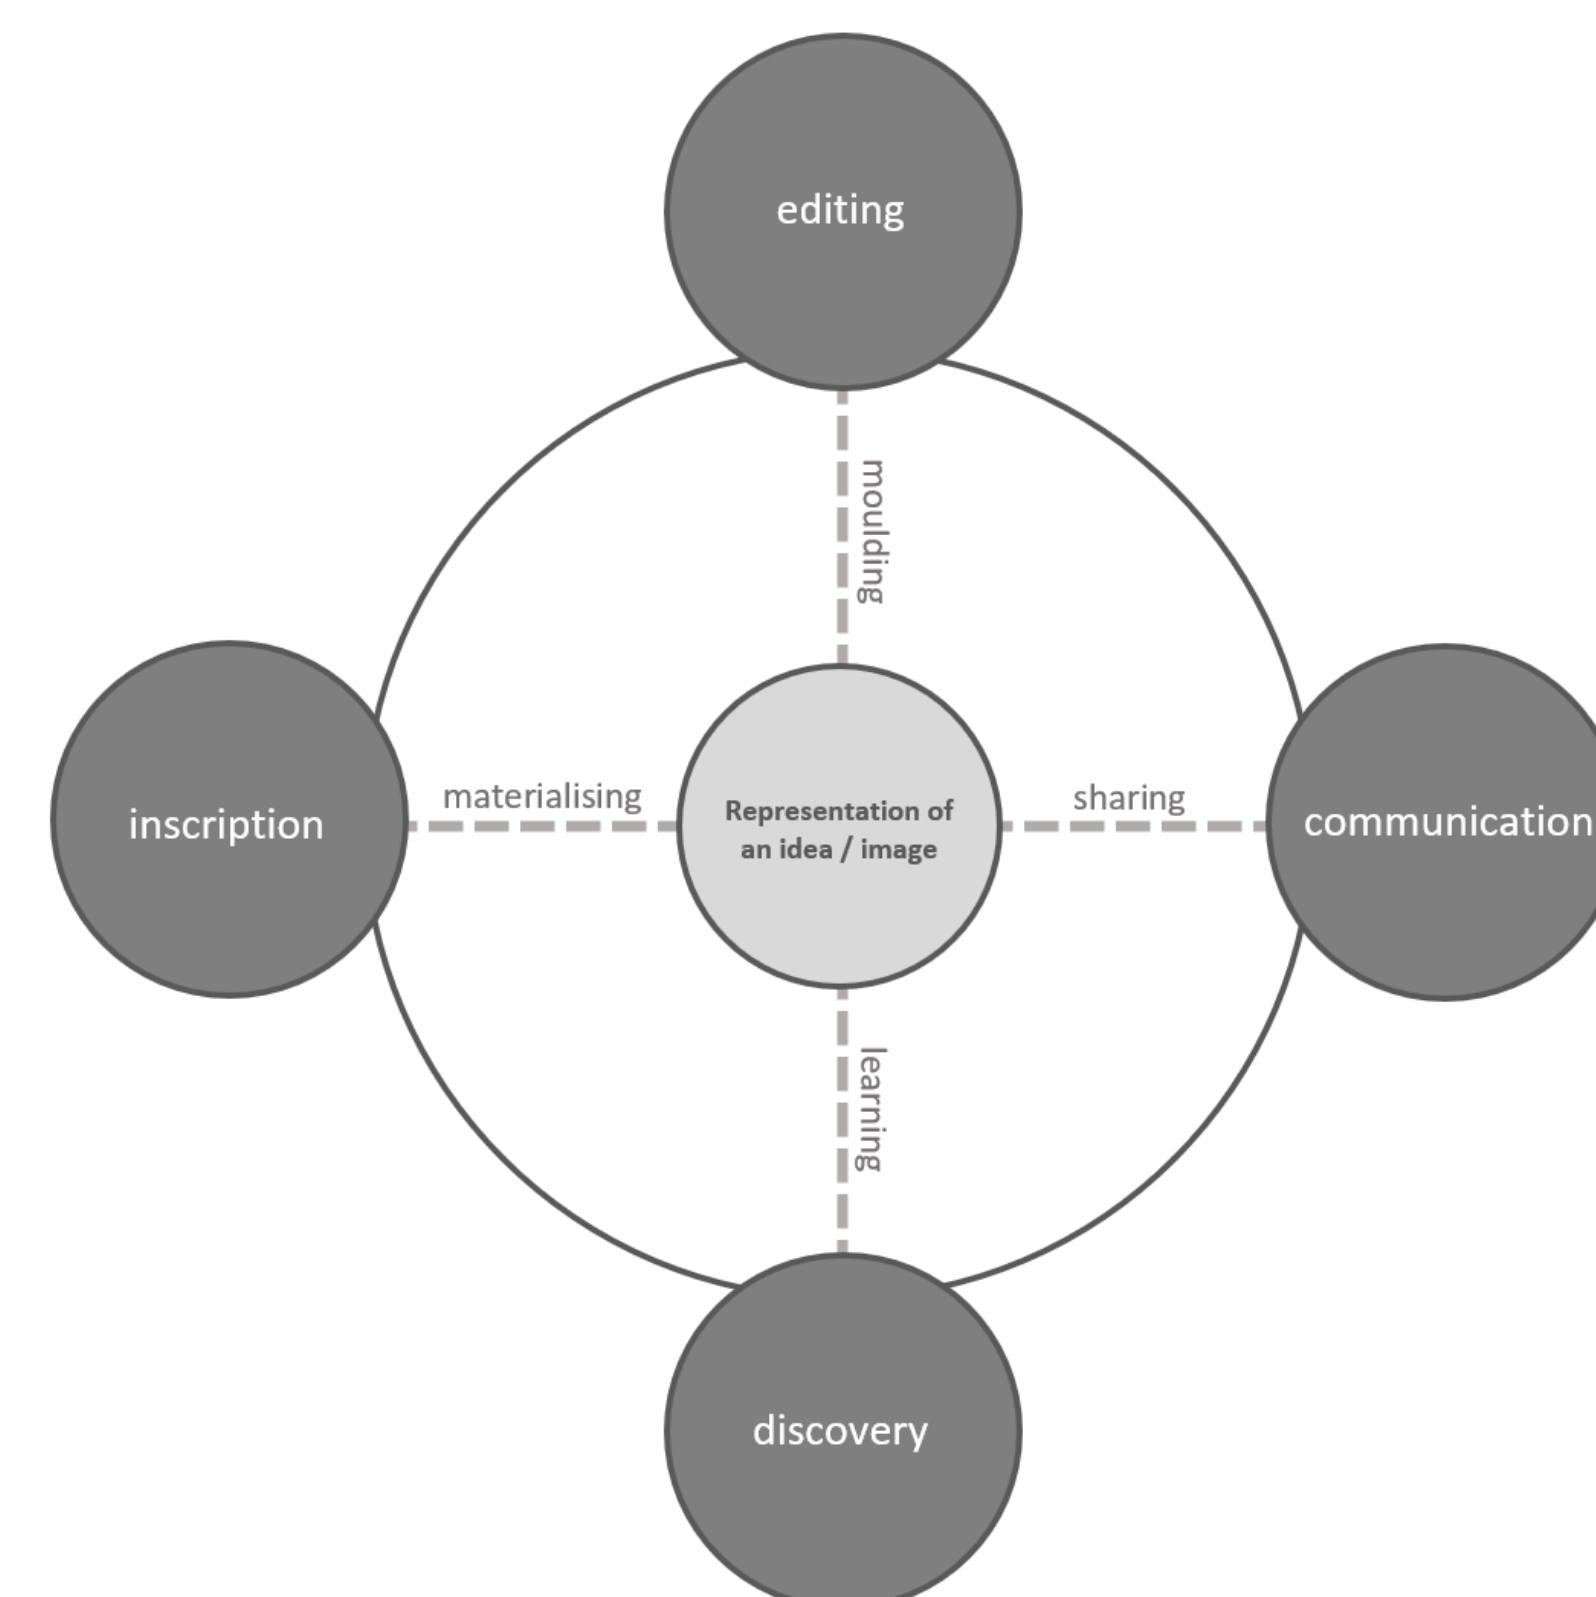 editing
moulding
inscription
materialising
Representation of
an idea / image
sharing
communication
learning
discovery